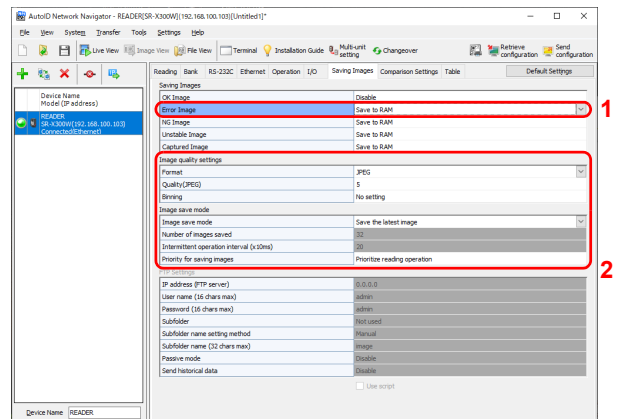 AutoID Network Navigator - READER[SR-X300W](192.168.100.103)[Untitled1]*
File View System Transfer Tools Settings Help
Live View Image View File View Terminal Installation Guide Multi-unit setting Changeover Retrieve configuration Send configuration
Reading Bank RS-232C Ethernet Operation I/O Saving Images Comparison Settings Table Default Settings
Device Name
Model (IP address)
READER
SR-X300W(192.168.100.103)
Connected(Ethernet)
Saving Images
OK Image Disable
Error Image Save to RAM 1
NG Image Save to RAM
Unstable Image Save to RAM
Captured Image Save to RAM
Image quality settings
Format JPEG
Quality(JPEG) 5
Binning No setting
Image save mode
Image save mode Save the latest image
Number of images saved 32
Intermittent operation interval (x10ms) 20
Priority for saving images Prioritize reading operation
2
FTP Settings
IP address (FTP server) 0.0.0.0
User name (16 chars max) admin
Password (16 chars max) admin
Subfolder Not used
Subfolder name setting method Manual
Subfolder name (32 chars max) image
Passive mode Disable
Send historical data Disable
Use script
Device Name READER